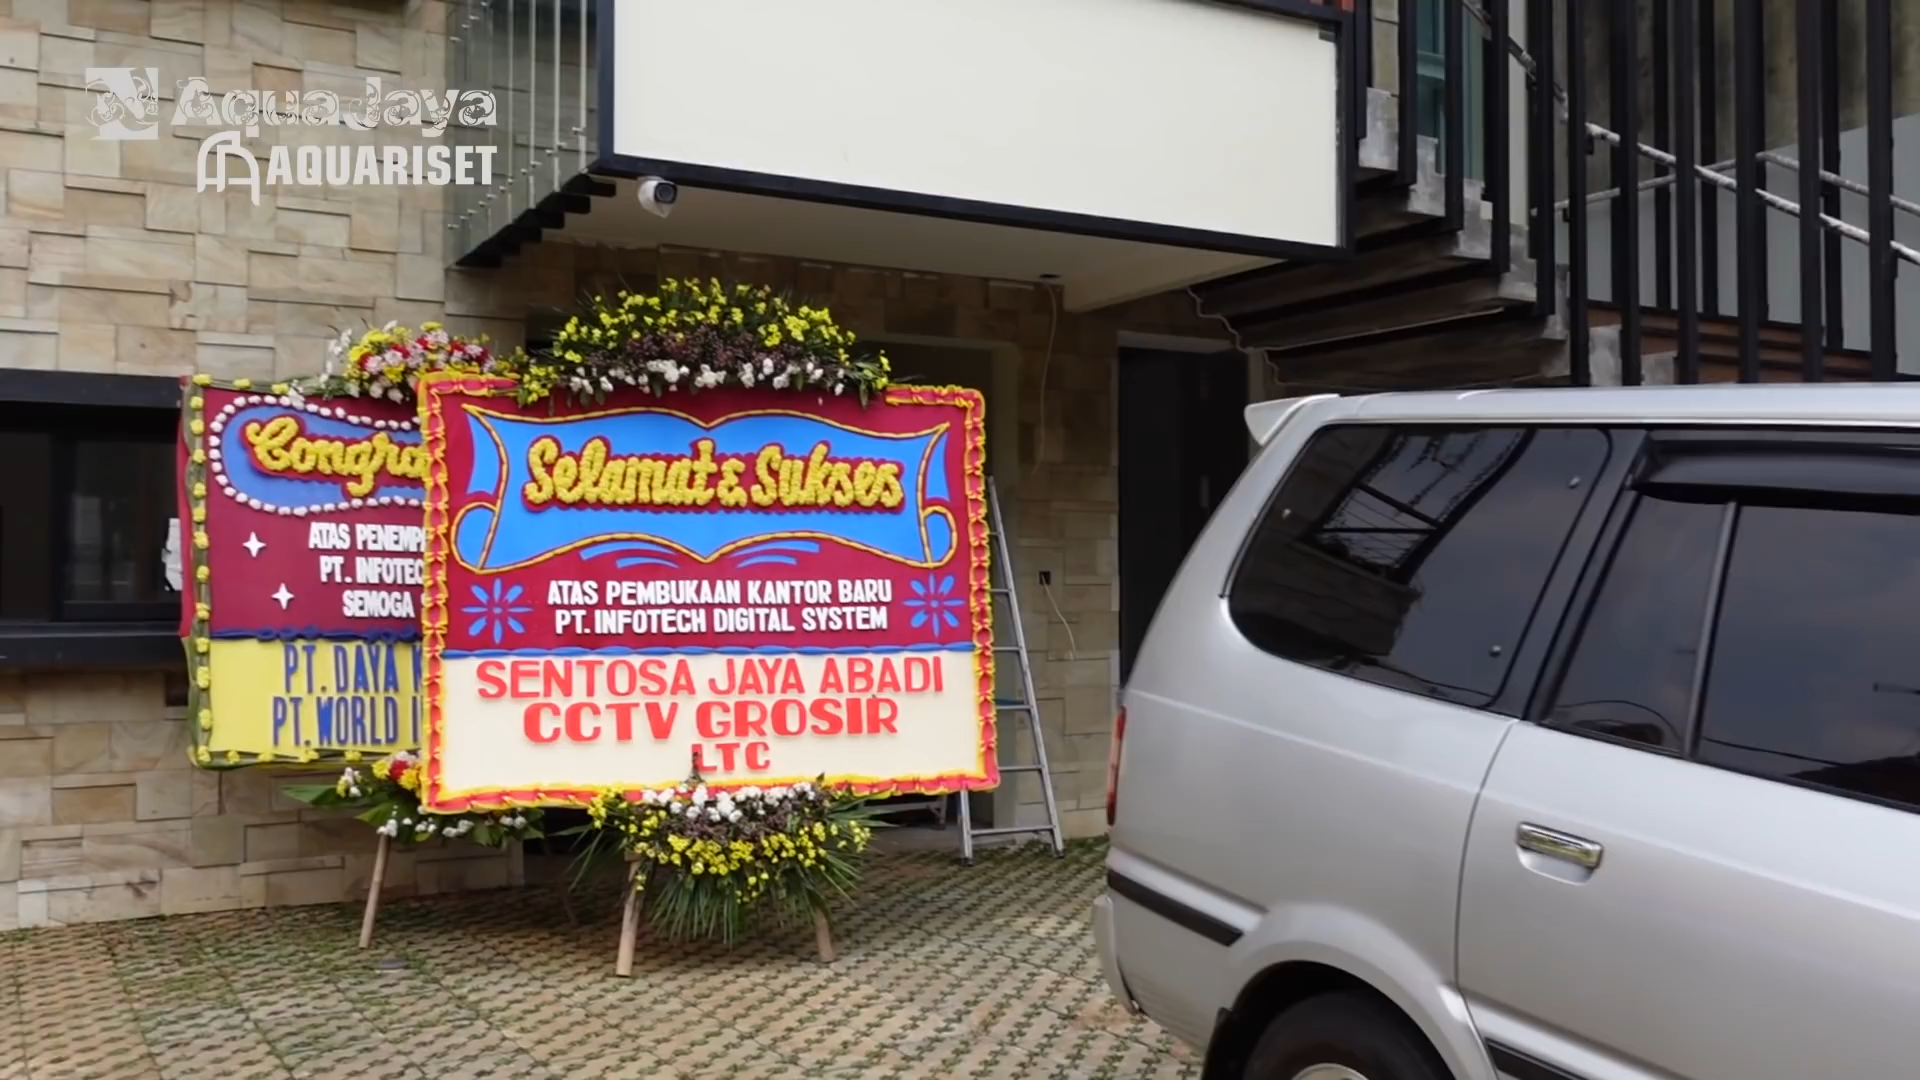 N AquaJaya
AQUARISET
Congra
ATAS PENEMP
PT. INFOTEC
SEMOGA
PT. DAYA
PT. WORLD
Selamat & Sukses
ATAS PEMBUKAAN KANTOR BARU
PT. INFOTECH DIGITAL SYSTEM
SENTOSA JAYA ABADI
CCTV GROSIR
LTC